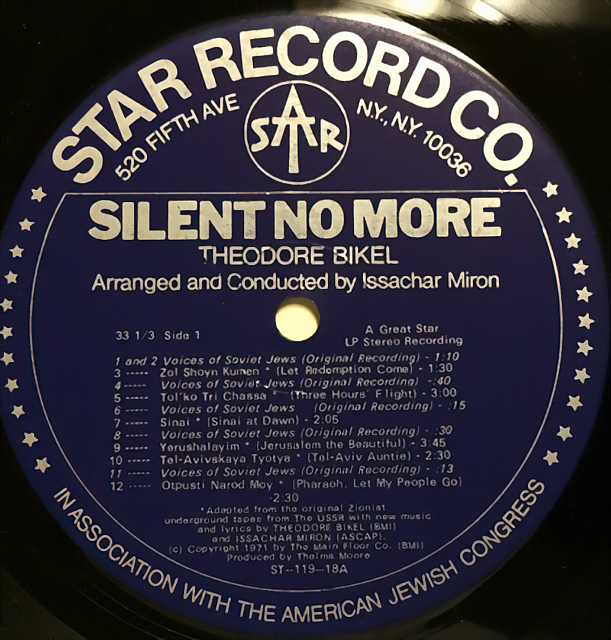 STAR RECORD CO.
520 FIFTH AVE N.Y., N.Y. 10036
STAR
SILENT NO MORE
THEODORE BIKEL
Arranged and Conducted by Issachar Miron
33 1/3 Side 1
A Great Star
LP Stereo Recording
1 and 2 Voices of Soviet Jews (Original Recording) - 1:10
3 ----- Zol Shoyn Kumen * (Let Redemption Come) - 1:30
4 ----- Voices of Soviet Jews (Original Recording) - :40
5 ----- Tol'ko Tri Chassa * (Three Hours' Flight) - 3:00
6 ----- Voices of Soviet Jews (Original Recording) - :15
7 ----- Sinai * (Sinai at Dawn) - 2:05
8 ----- Voices of Soviet Jews (Original Recording) - :30
9 ----- Yerushalayim * (Jerusalem the Beautiful) - 3:45
10 ----- Tel-Avivskaya Tyotya * (Tel-Aviv Auntie) - 2:30
11 ----- Voices of Soviet Jews (Original Recording) - :13
12 ----- Otpusti Narod Moy * (Pharaoh, Let My People Go)
-2:30
*Adapted from the original Zionist
underground tapes from The USSR with new music
and lyrics by THEODORE BIKEL (BMI)
and ISSACHAR MIRON (ASCAP).
(c) Copyright 1971 by The Main Floor Co. (BMI)
Produced by Thelma Moore
ST-119-18A
IN ASSOCIATION WITH THE AMERICAN JEWISH CONGRESS